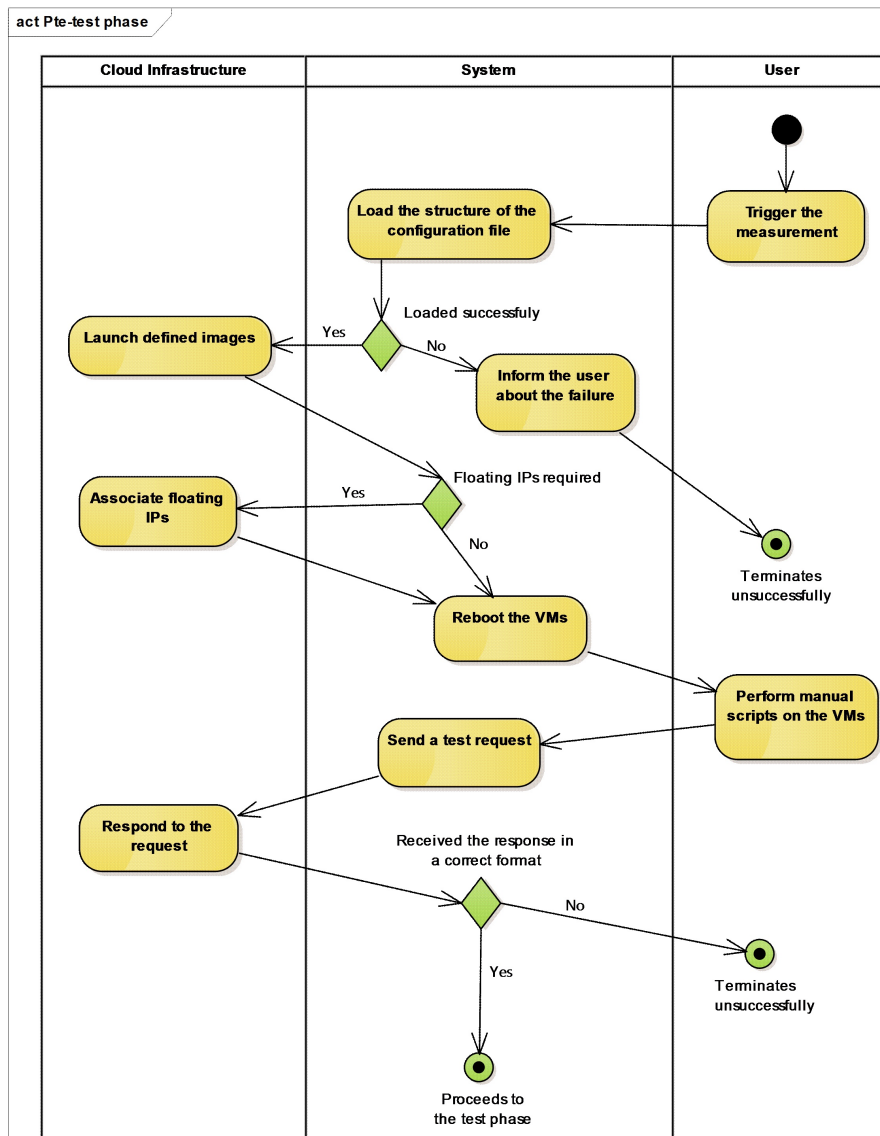 act Pte-test phase
Cloud Infrastructure
System
User
Load the structure of the
configuration file
Trigger the
measurement
Loaded successfuly
Launch defined images
Yes
No
Inform the user
about the failure
Floating IPs required
Associate floating
IPs
Yes
No
Terminates
unsuccessfully
Reboot the VMs
Perform manual
scripts on the VMs
Send a test request
Respond to the
request
Received the response in
a correct format
No
Yes
Terminates
unsuccessfully
Proceeds to
the test phase